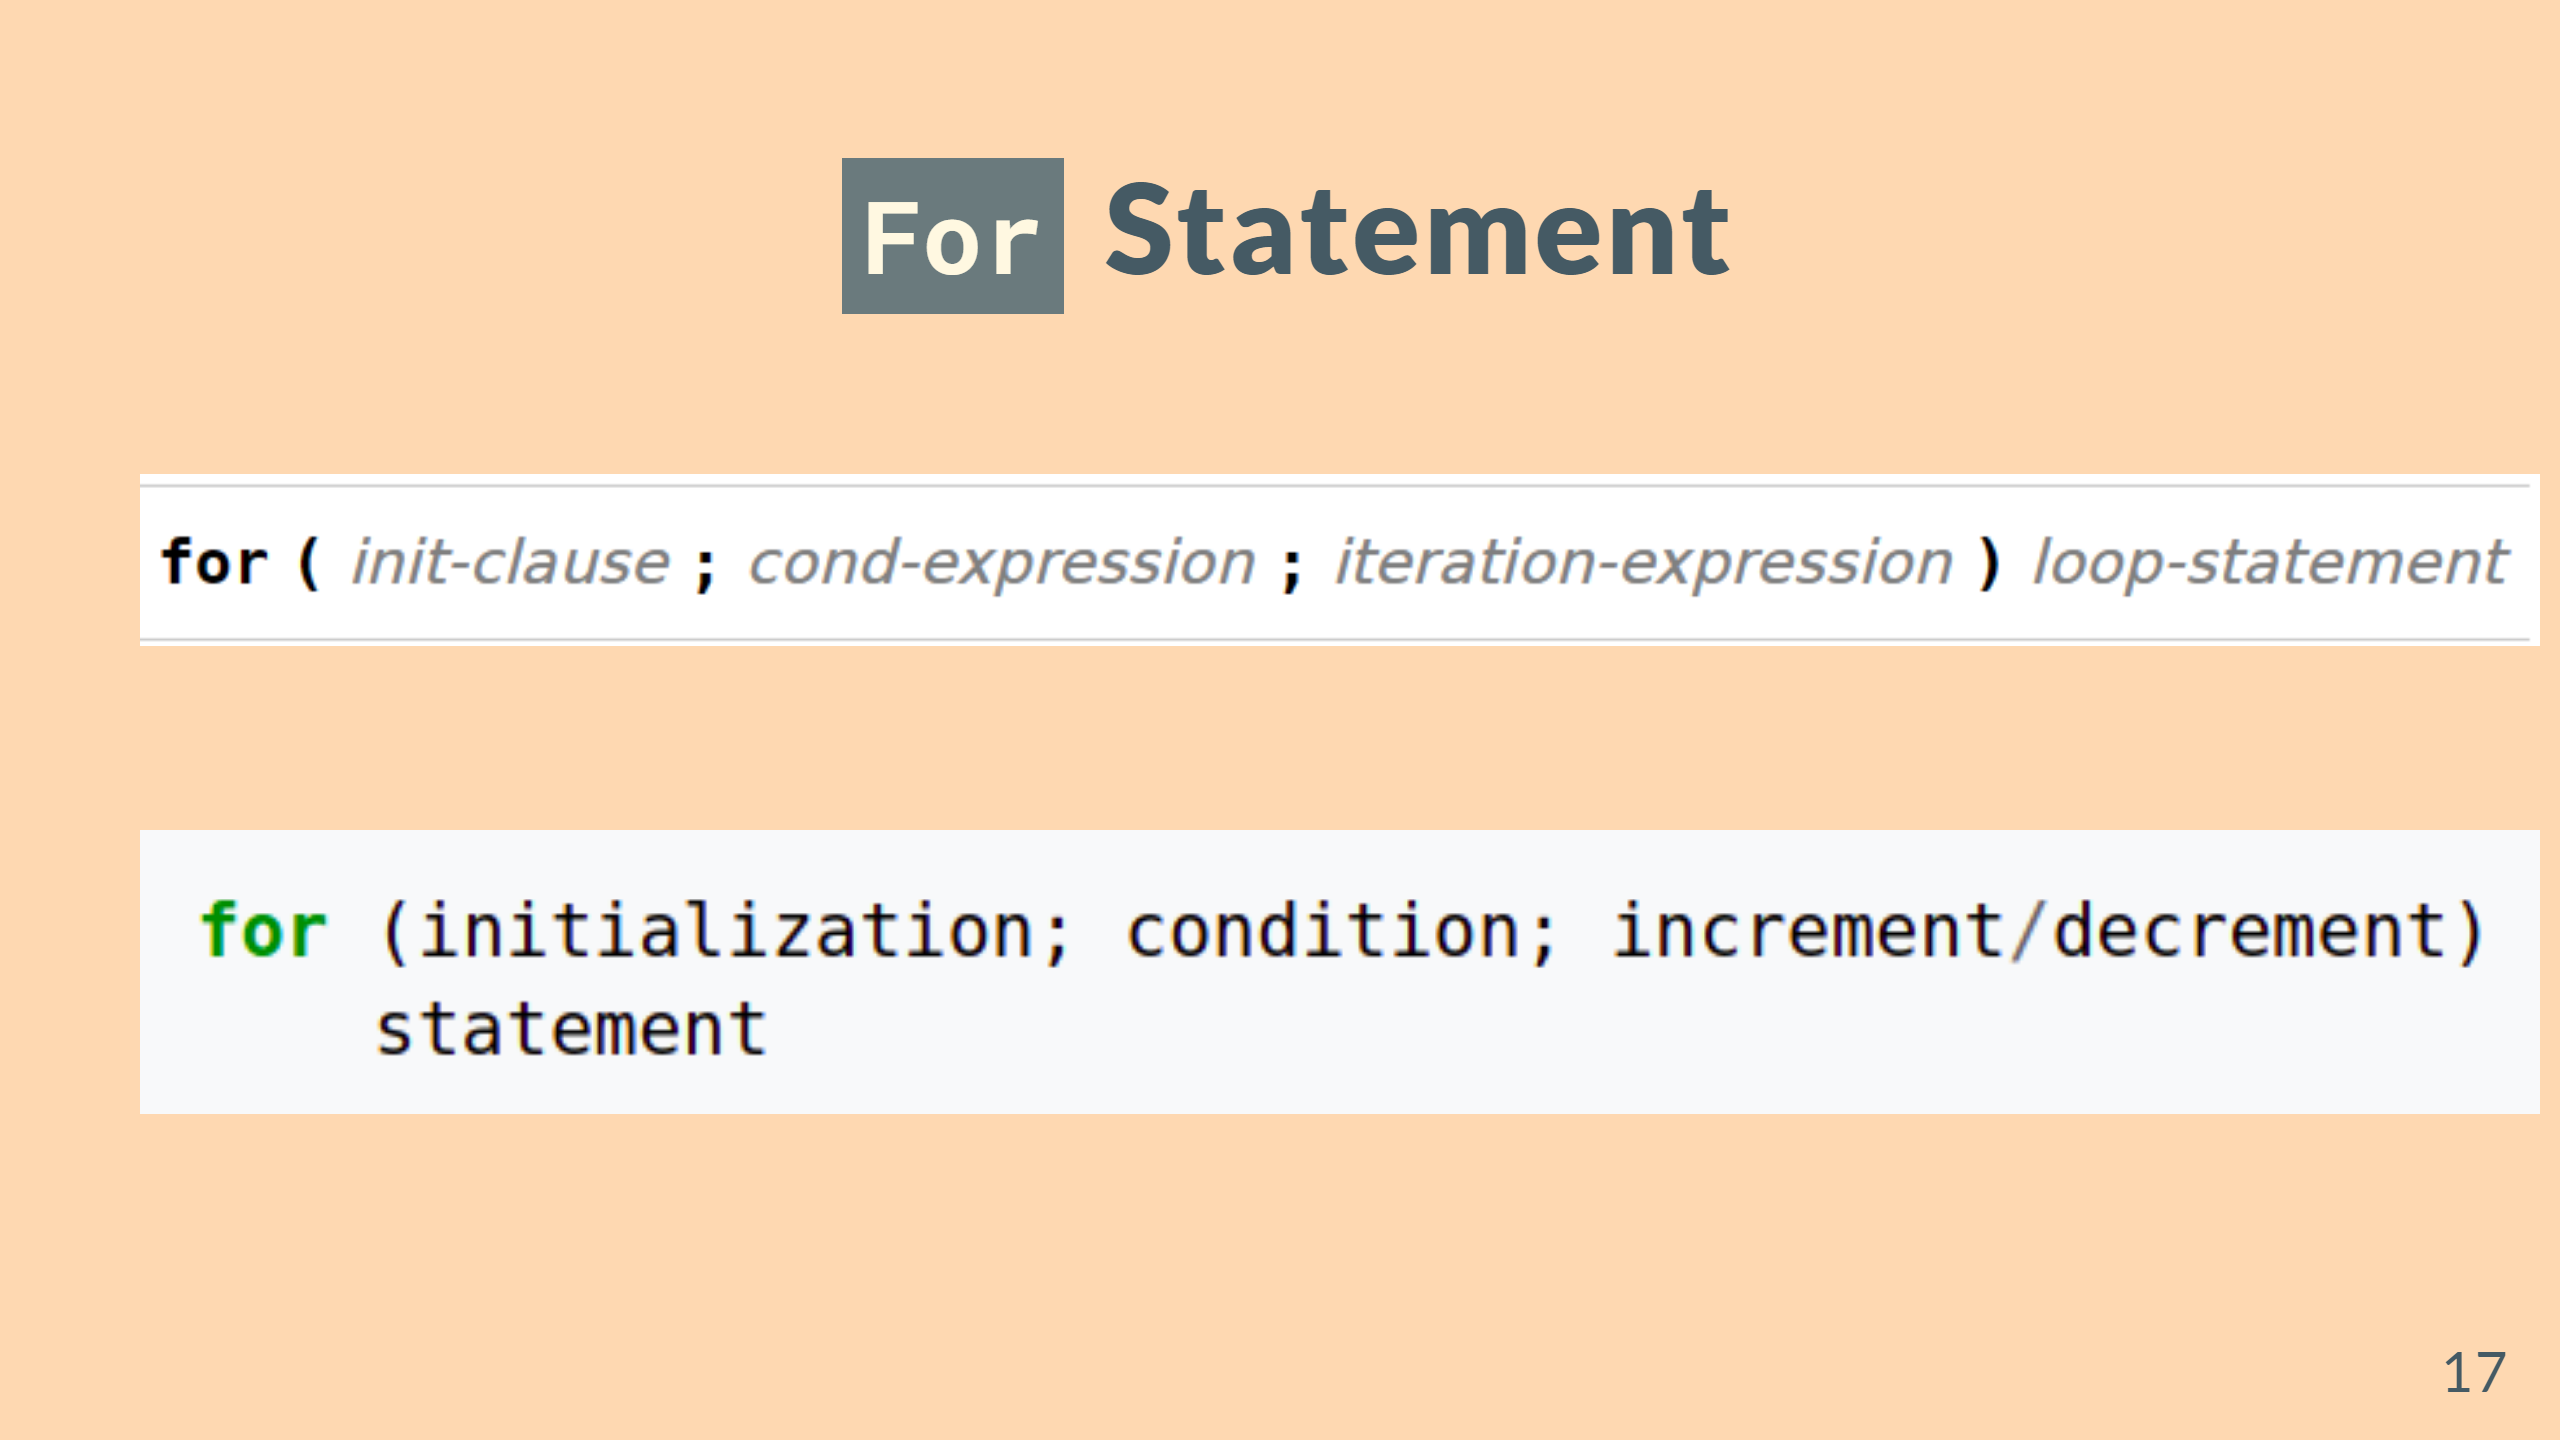 For Statement
for ( init-clause ; cond-expression ; iteration-expression ) loop-statement
for (initialization; condition; increment/decrement)
statement
17